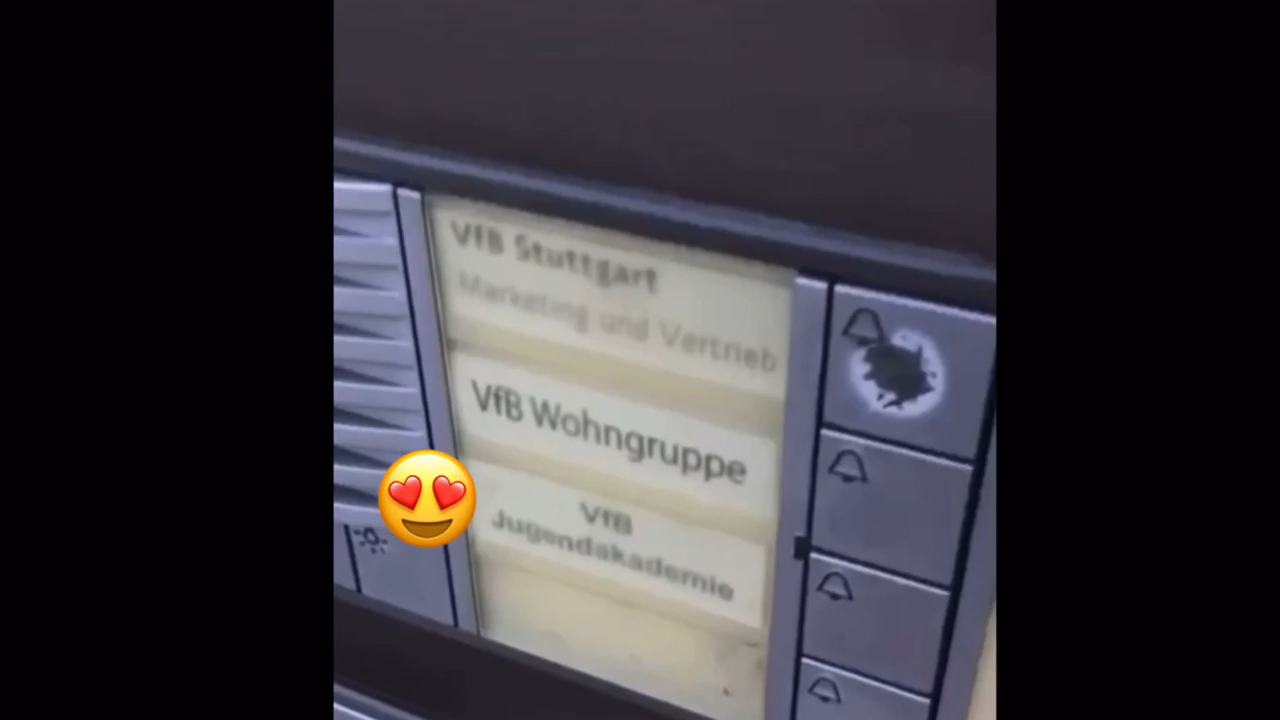 VfB Stuttgart
Marketing und Vertrieb
VfB Wohngruppe
VfB
Jugendakademie